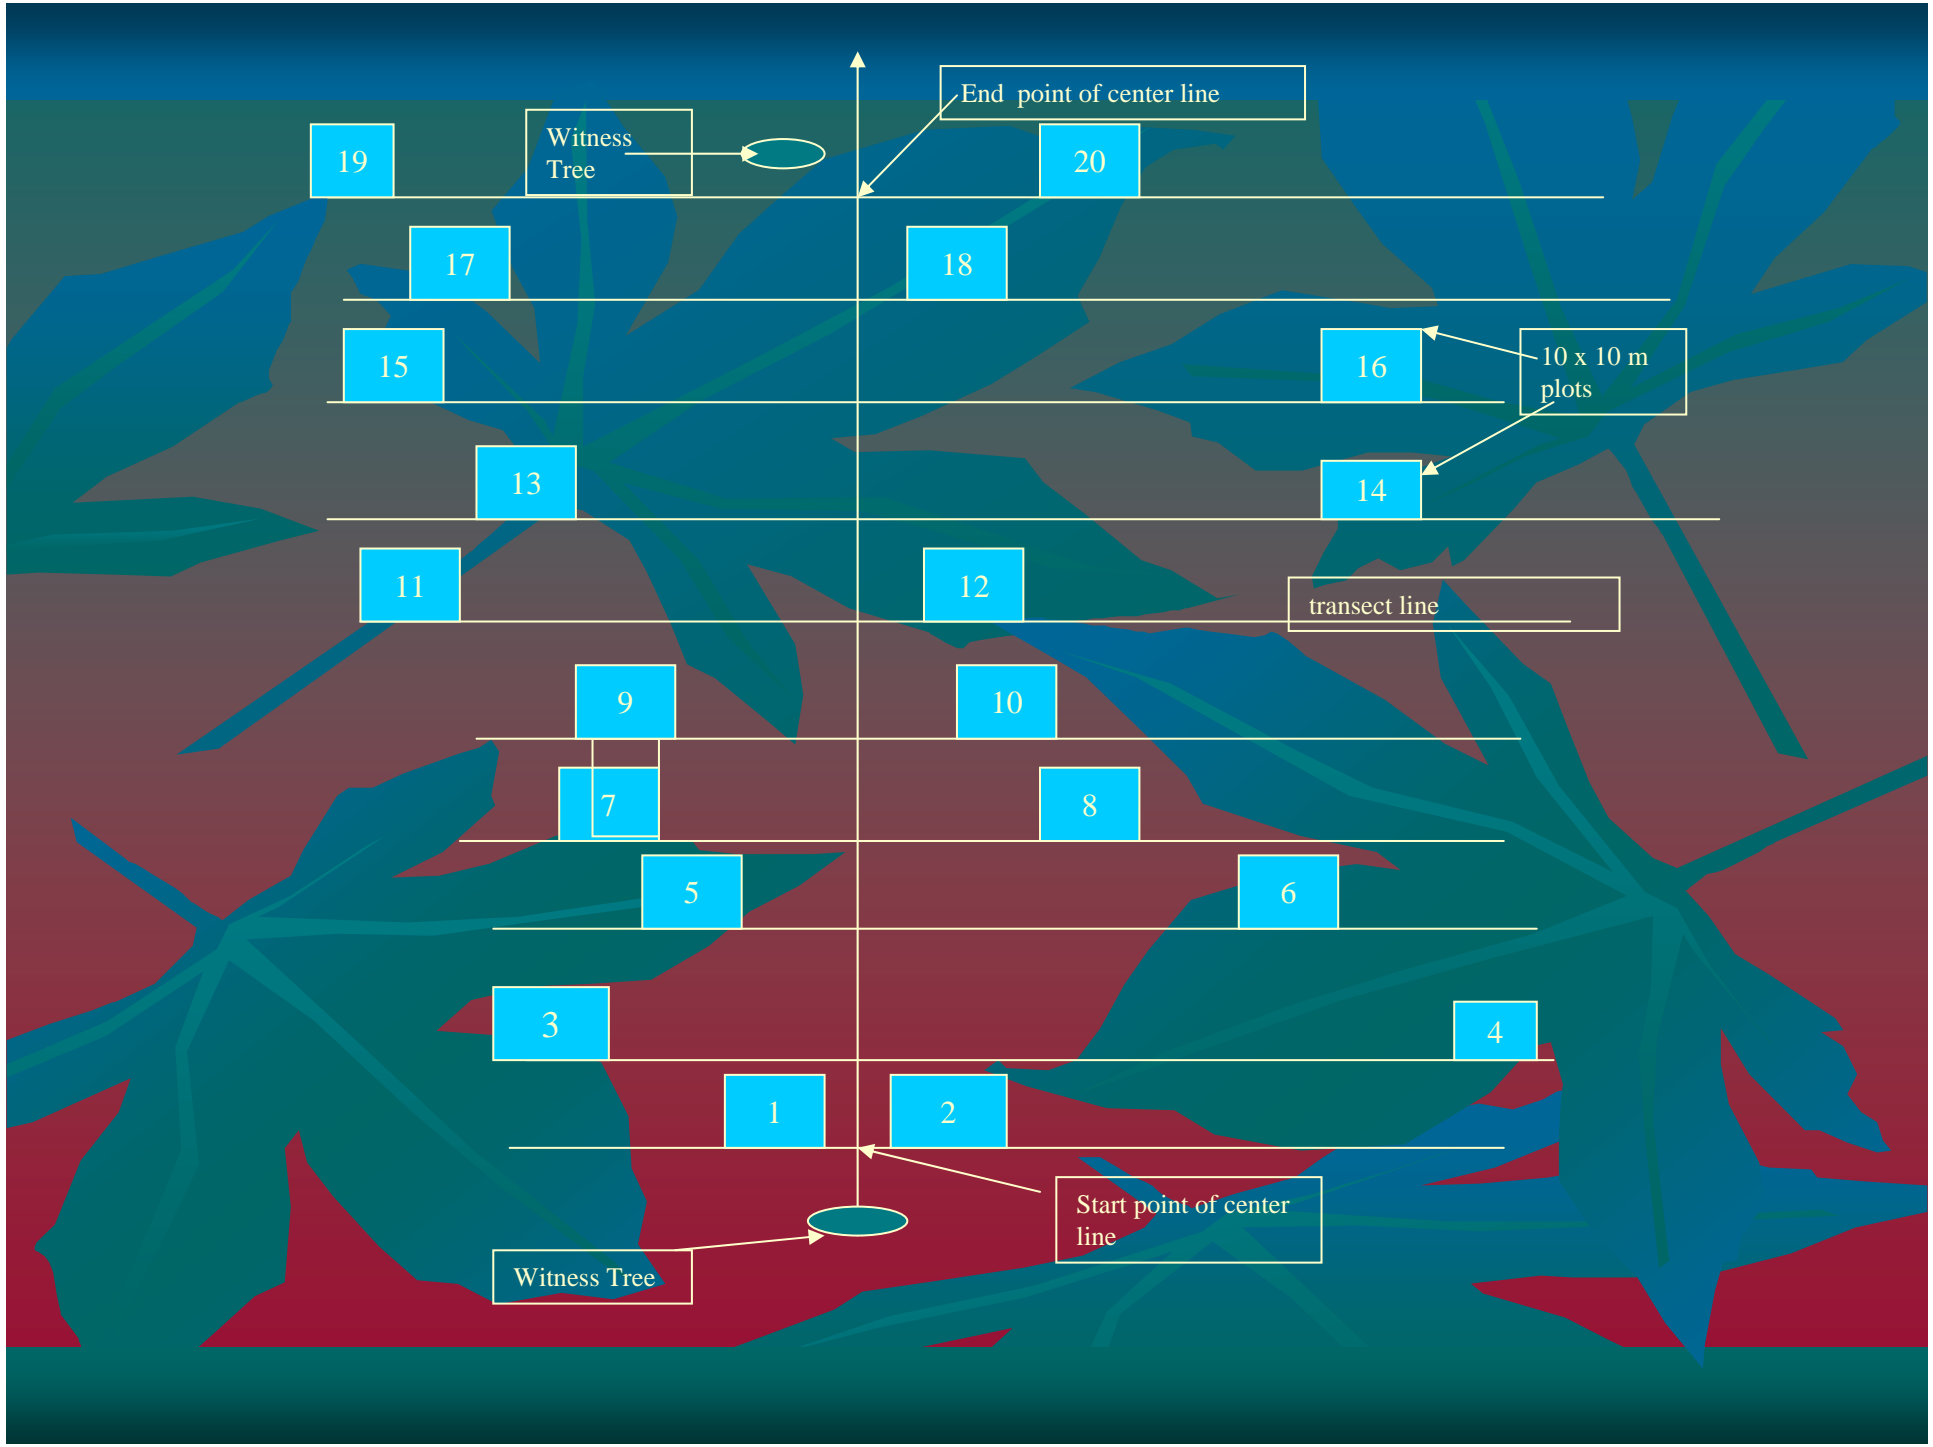 End point of center line
Witness
Tree
19
20
17
18
15
16
10 x 10 m
plots
13
14
11
12
transect line
9
10
7
8
5
6
3
4
1
2
Start point of center
line
Witness Tree